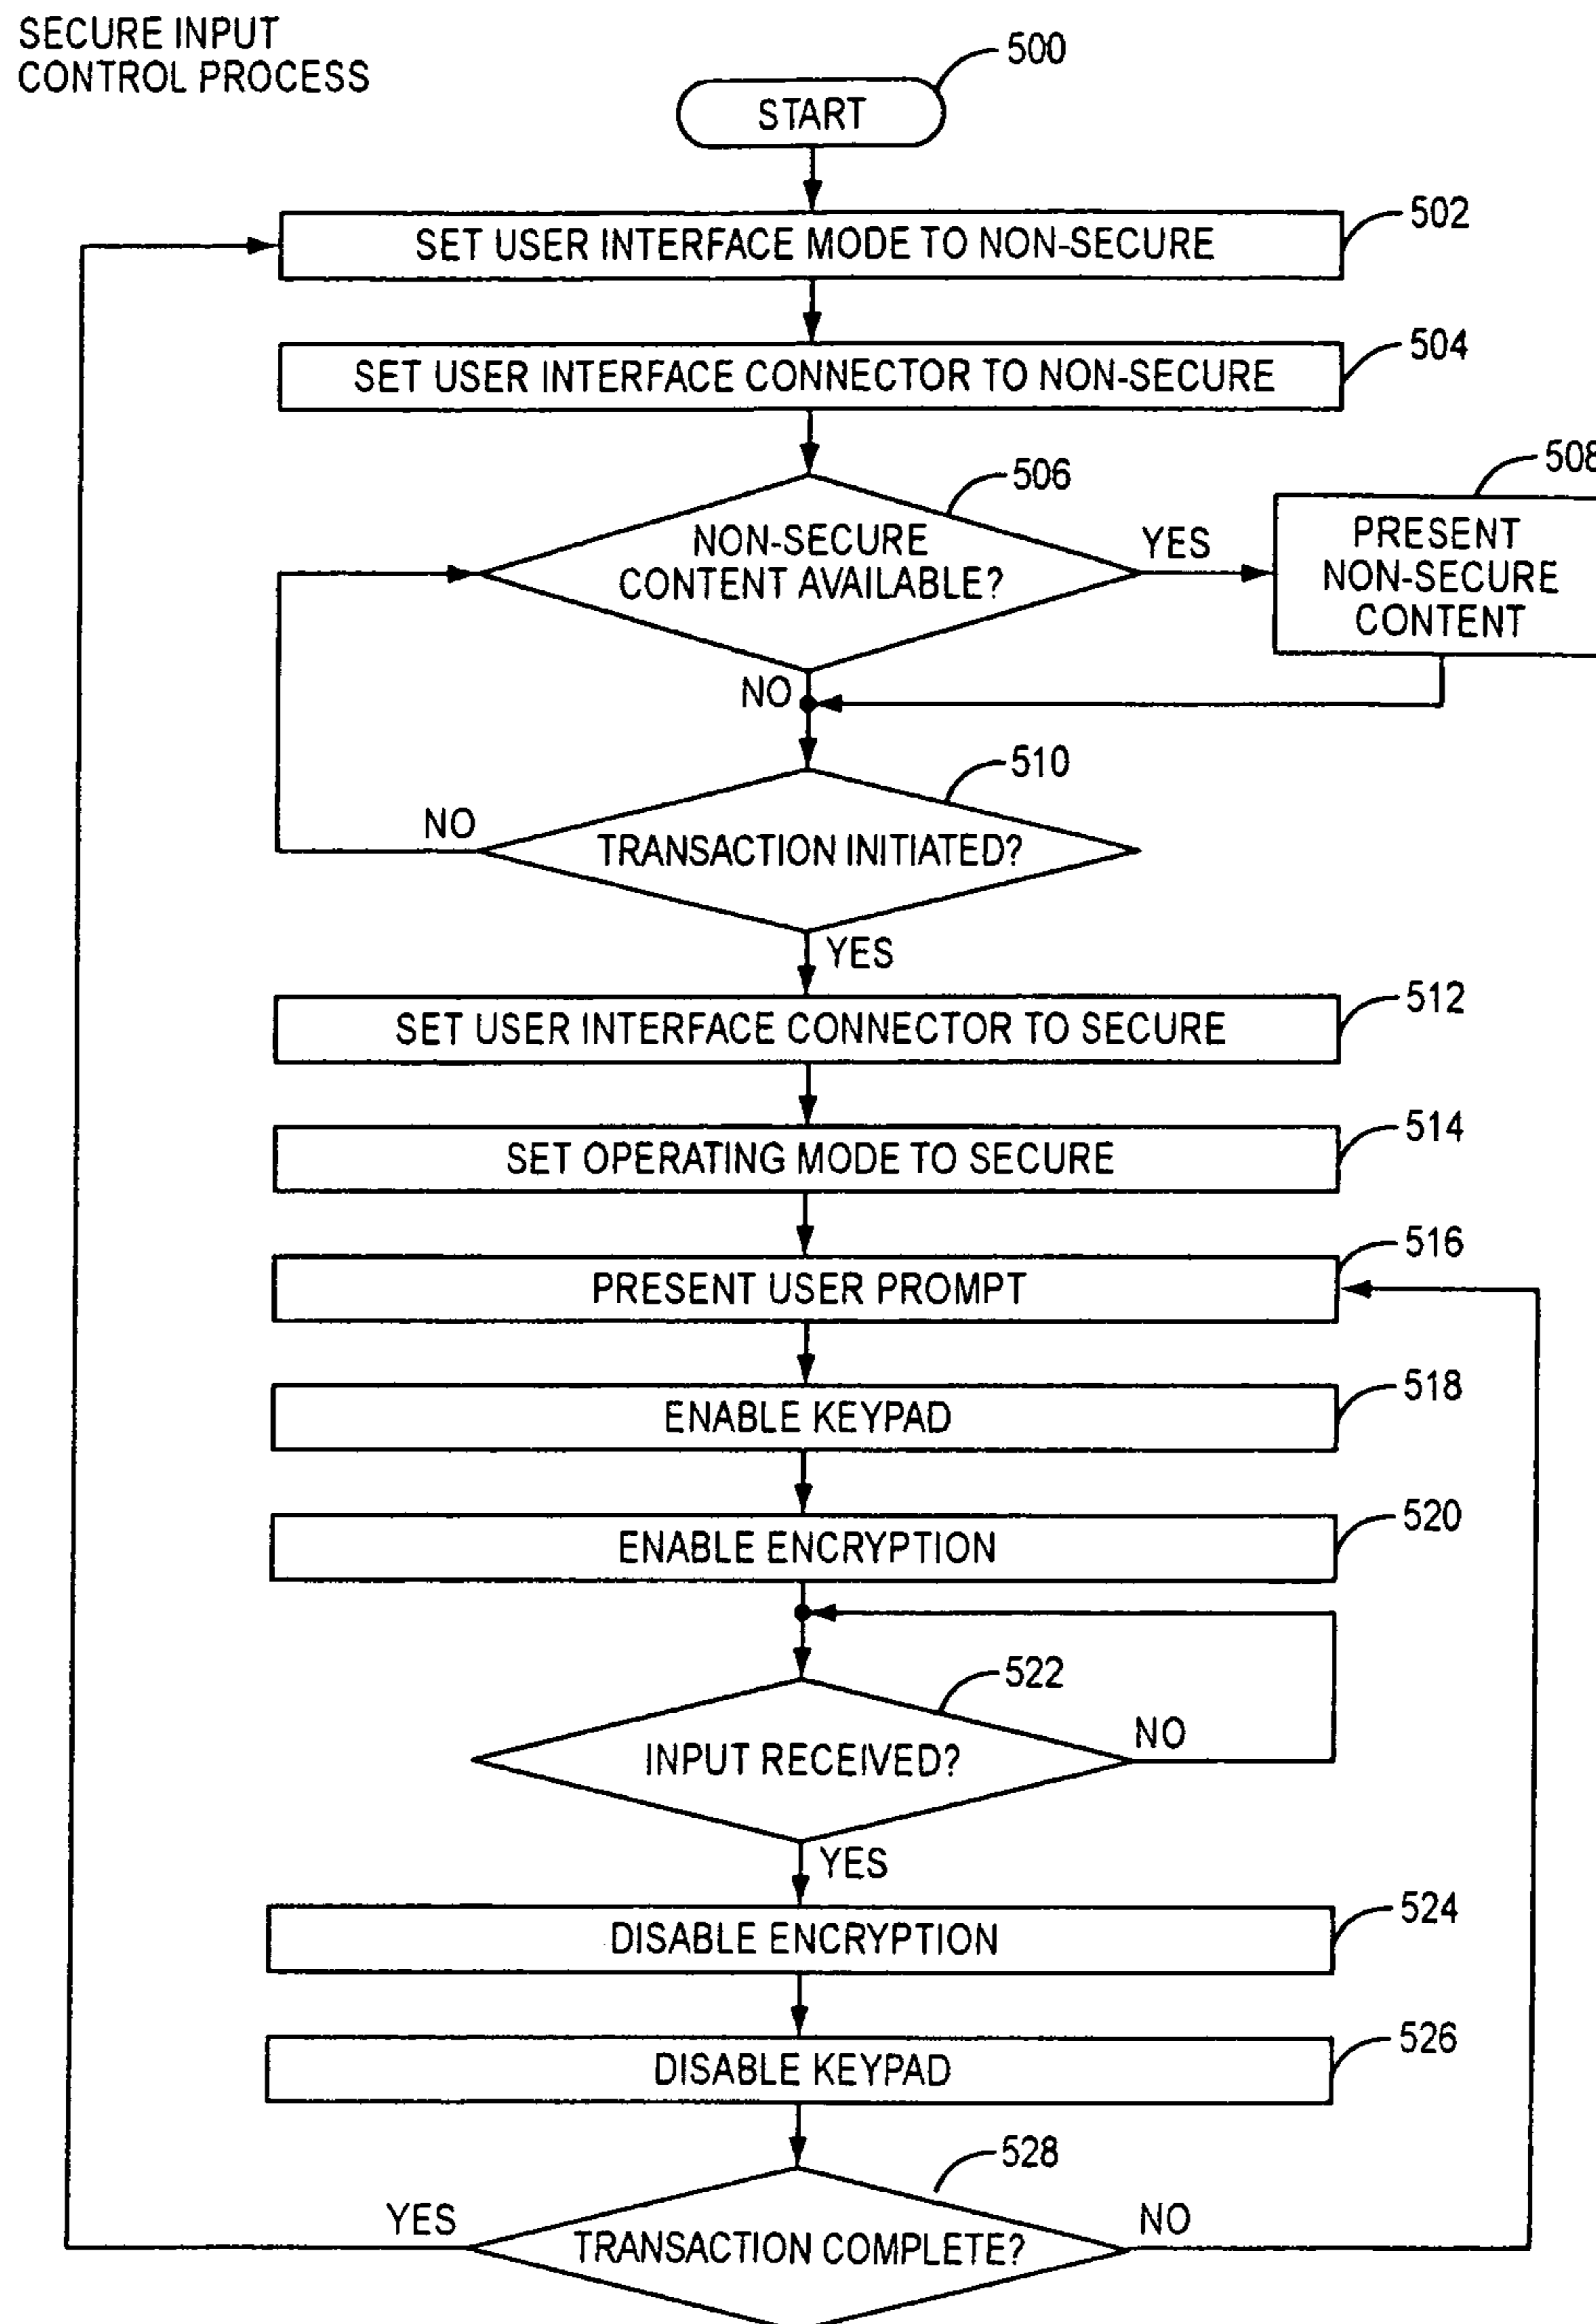 SECURE INPUT
CONTROL PROCESS
500
START
502
SET USER INTERFACE MODE TO NON-SECURE
504
SET USER INTERFACE CONNECTOR TO NON-SECURE
506
508
NON-SECURE
CONTENT AVAILABLE?
YES
PRESENT
NON-SECURE
CONTENT
NO
510
NO
TRANSACTION INITIATED?
YES
512
SET USER INTERFACE CONNECTOR TO SECURE
514
SET OPERATING MODE TO SECURE
516
PRESENT USER PROMPT
518
ENABLE KEYPAD
520
ENABLE ENCRYPTION
522
NO
INPUT RECEIVED?
YES
524
DISABLE ENCRYPTION
526
DISABLE KEYPAD
528
YES
NO
TRANSACTION COMPLETE?